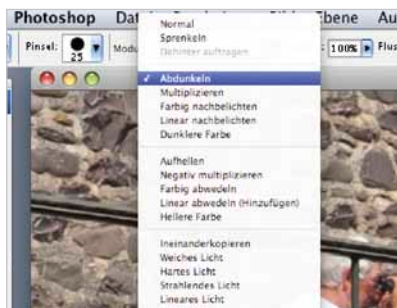 Photoshop Dat Ebene Au
Pinsel: 25 Modu : 100% Flus
Normal
Sprenkeln
Dahinter auftragen
✓ Abdunkeln
Multiplizieren
Farbig nachbelichten
Linear nachbelichten
Dunklere Farbe
Aufhellen
Negativ multiplizieren
Farbig abwedeln
Linear abwedeln (Hinzufügen)
Hellere Farbe
Ineinanderkopieren
Weiches Licht
Hartes Licht
Strahlendes Licht
Lineares Licht